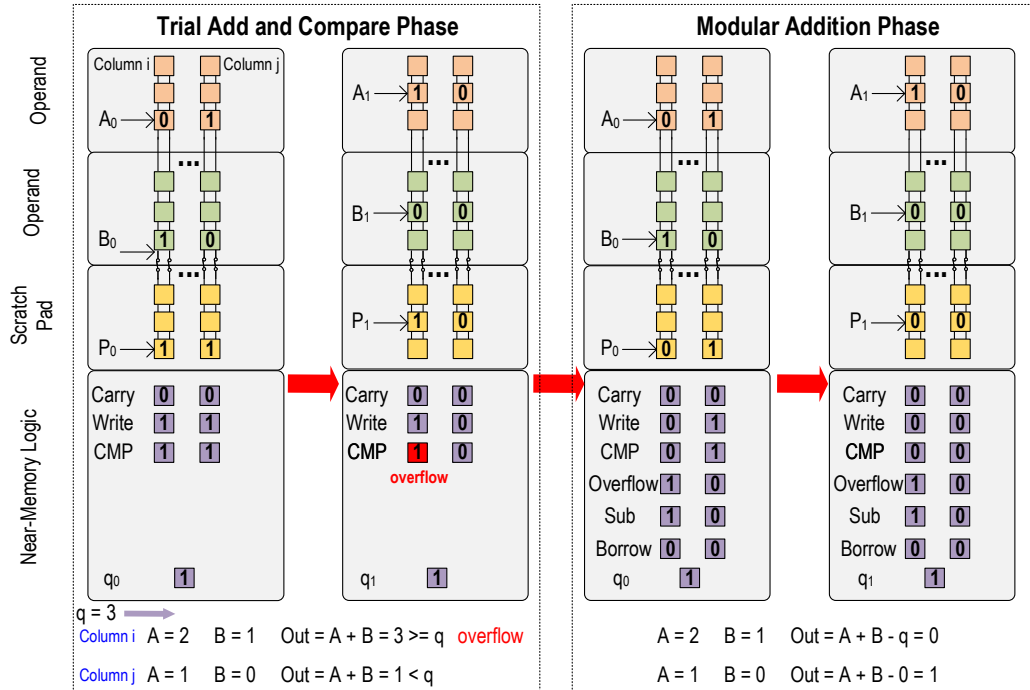 Trial Add and Compare Phase
Modular Addition Phase
Operand
Operand
Scratch Pad
Near-Memory Logic
Column i
Column j
A0
0 1
...
B0
1 0
...
P0
1 1
Carry 0 0
Write 1 1
CMP 1 1
q0 1
A1
1 0
...
B1
0 0
...
P1
1 0
Carry 0 0
Write 1 0
CMP 1 0
overflow
q1 1
A0
0 1
...
B0
1 0
...
P0
0 1
Carry 0 0
Write 0 1
CMP 0 1
Overflow 1 0
Sub 1 0
Borrow 0 0
q0 1
A1
1 0
...
B1
0 0
...
P1
0 0
Carry 0 0
Write 0 0
CMP 0 0
Overflow 1 0
Sub 1 0
Borrow 0 0
q1 1
q = 3
Column i A = 2 B = 1 Out = A + B = 3 >= q overflow
Column j A = 1 B = 0 Out = A + B = 1 < q
A = 2 B = 1 Out = A + B - q = 0
A = 1 B = 0 Out = A + B - 0 = 1